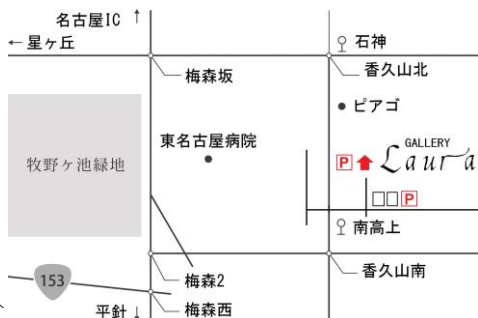 名古屋IC ↑
← 星ヶ丘
石神
梅森坂
香久山北
ピアゴ
東名古屋病院
牧野ヶ池緑地
GALLERY
Laura
P
P
南高上
153
梅森2
香久山南
平針 ↓
梅森西